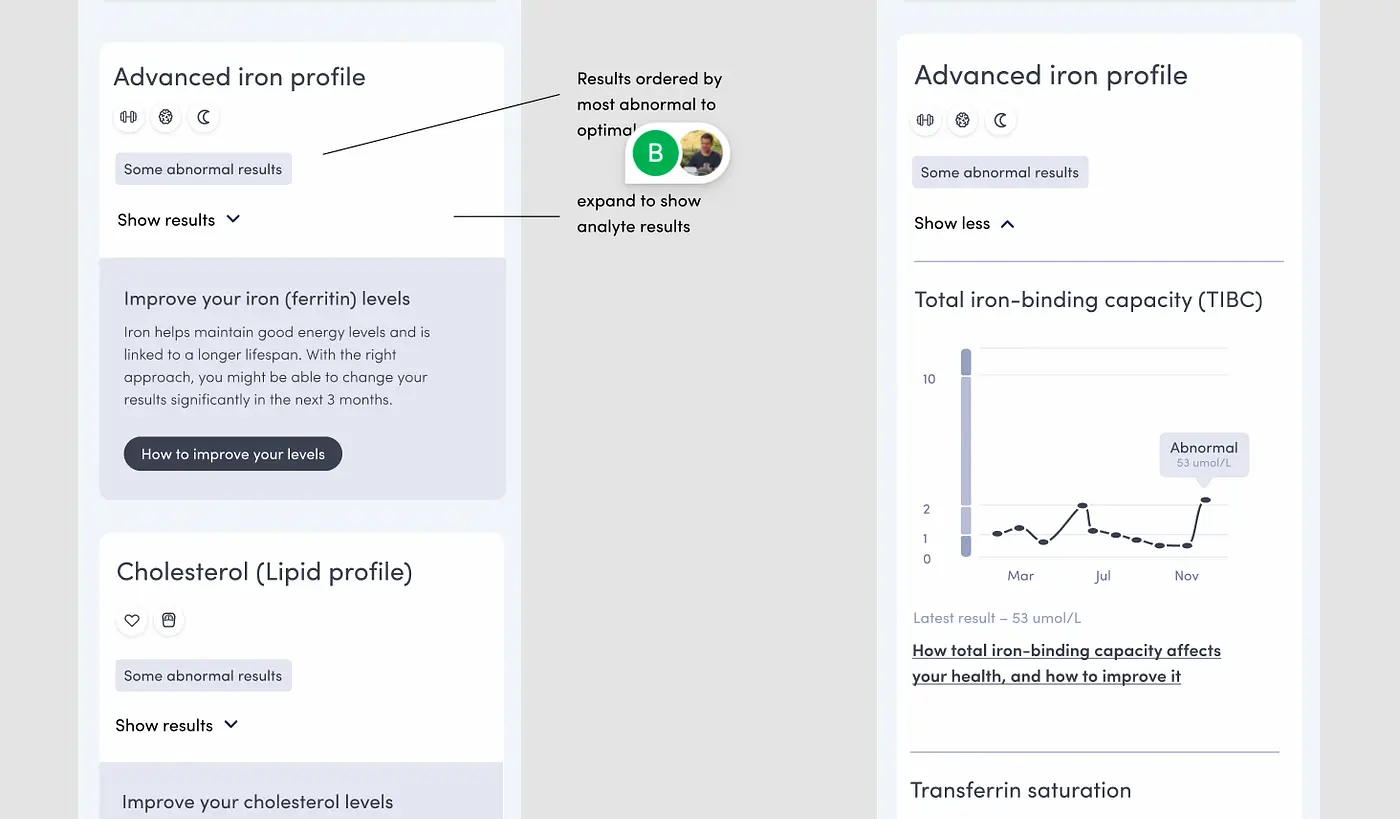 Advanced iron profile
Some abnormal results
Show results
Improve your iron (ferritin) levels
Iron helps maintain good energy levels and is
linked to a longer lifespan. With the right
approach, you might be able to change your
results significantly in the next 3 months.
How to improve your levels
Cholesterol (Lipid profile)
Some abnormal results
Show results
Improve your cholesterol levels
Results ordered by
most abnormal to
optimal
B
expand to show
analyte results
Advanced iron profile
Some abnormal results
Show less
Total iron-binding capacity (TIBC)
10
Abnormal
53 umol/L
2
1
0
Mar Jul Nov
Latest result – 53 umol/L
How total iron-binding capacity affects
your health, and how to improve it
Transferrin saturation